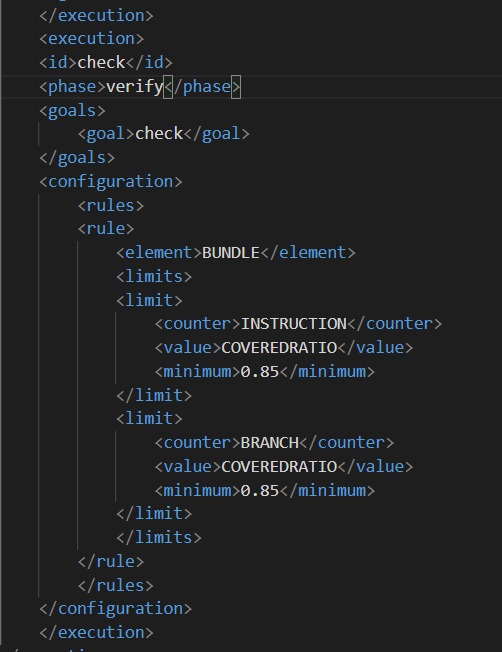 </execution>
<execution>
<id>check</id>
<phase>verify</phase>
<goals>
<goal>check</goal>
</goals>
<configuration>
<rules>
<rule>
<element>BUNDLE</element>
<limits>
<limit>
<counter>INSTRUCTION</counter>
<value>COVEREDRATIO</value>
<minimum>0.85</minimum>
</limit>
<limit>
<counter>BRANCH</counter>
<value>COVEREDRATIO</value>
<minimum>0.85</minimum>
</limit>
</limits>
</rule>
</rules>
</configuration>
</execution>